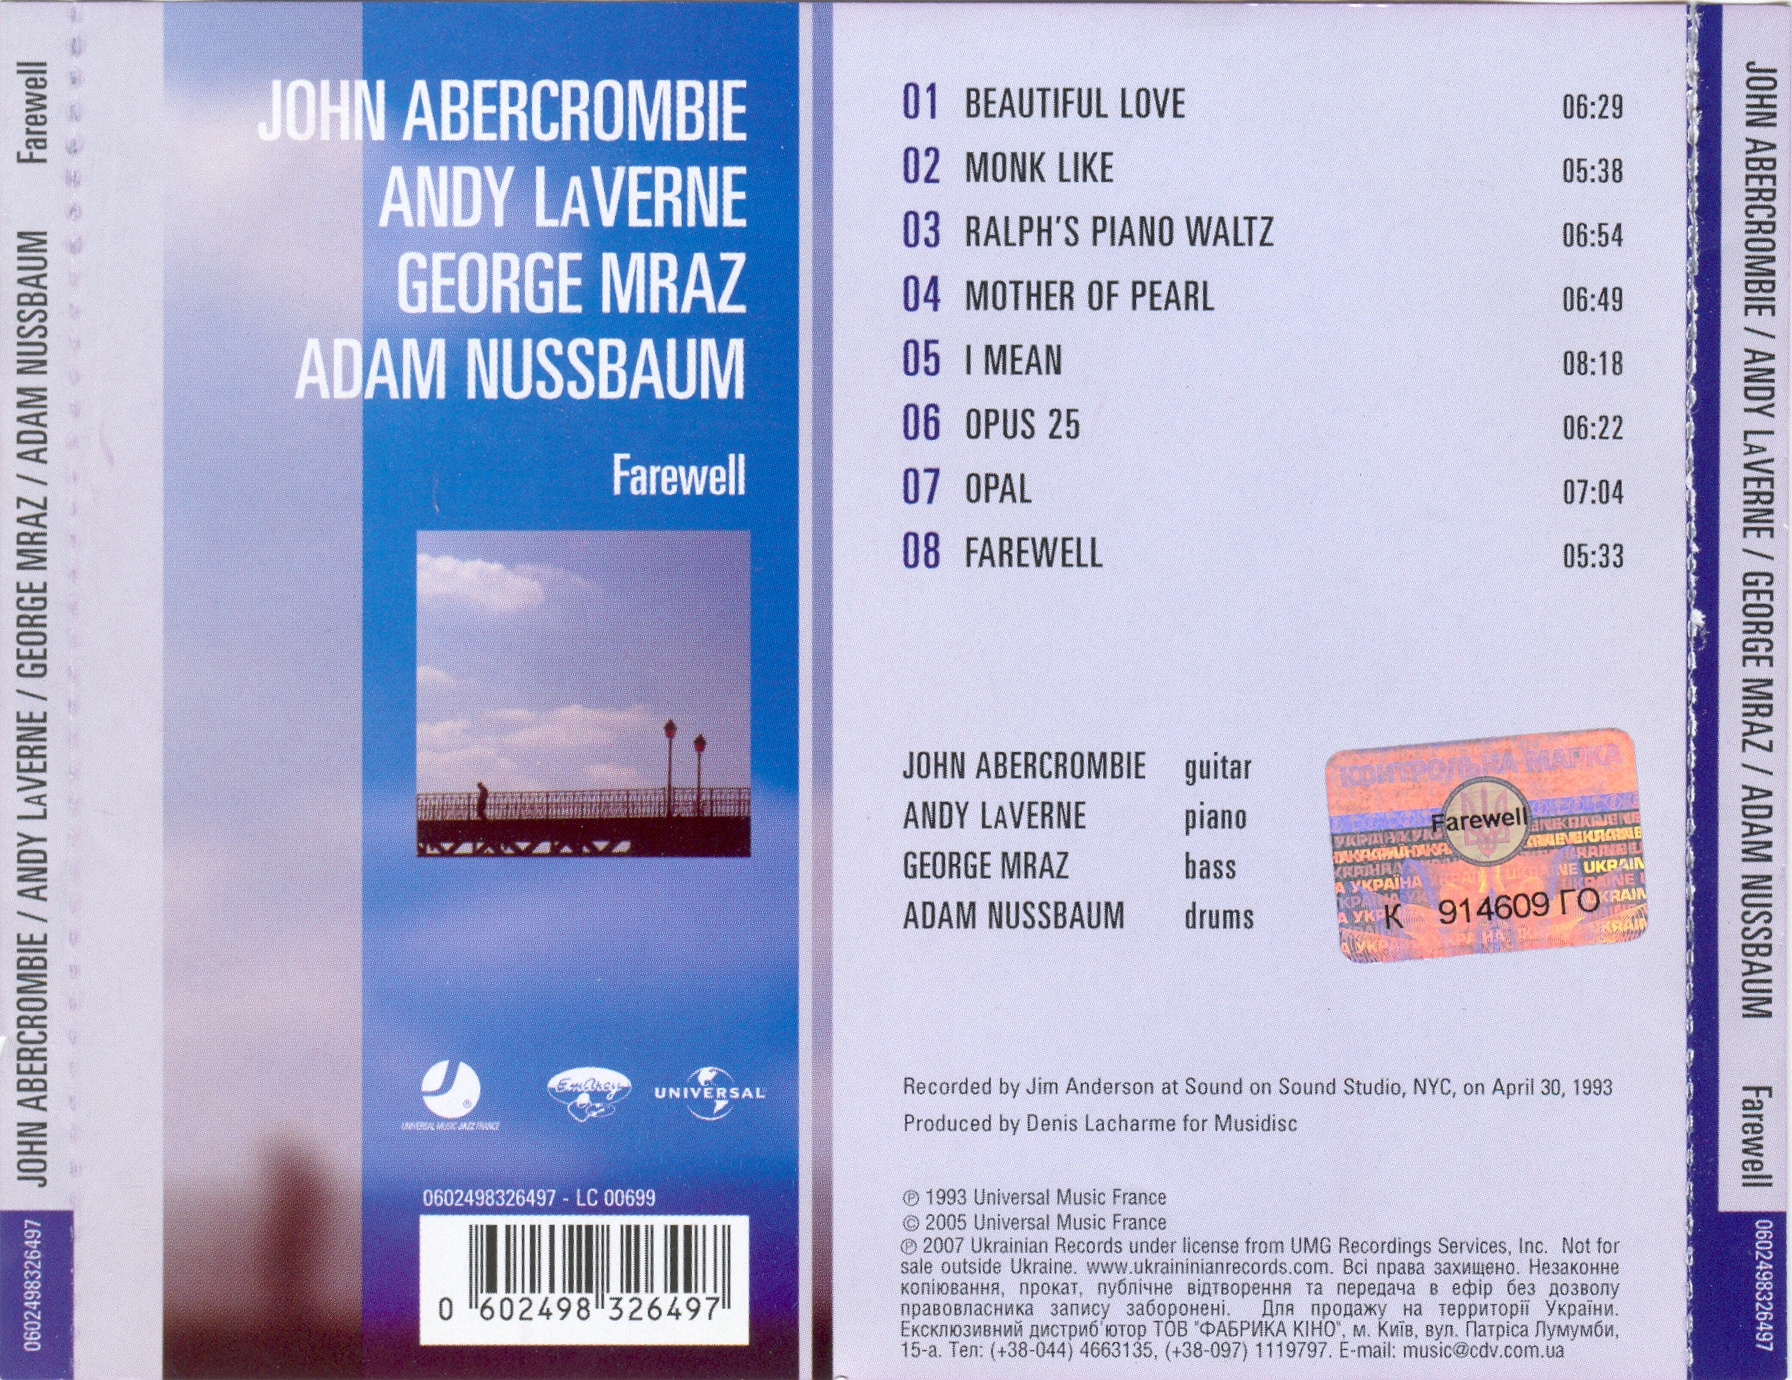 JOHN ABERCROMBIE / ANDY LAVERNE / GEORGE MRAZ / ADAM NUSSBAUM Farewell
0602498326497
JOHN ABERCROMBIE
ANDY LAVERNE
GEORGE MRAZ
ADAM NUSSBAUM
Farewell
UNIVERSAL MUSIC JAZZ FRANCE
EmArcy
UNIVERSAL
0602498326497 - LC 00699
0 602498 326497
01 BEAUTIFUL LOVE 06:29
02 MONK LIKE 05:38
03 RALPH'S PIANO WALTZ 06:54
04 MOTHER OF PEARL 06:49
05 I MEAN 08:18
06 OPUS 25 06:22
07 OPAL 07:04
08 FAREWELL 05:33
JOHN ABERCROMBIE guitar
ANDY LAVERNE piano
GEORGE MRAZ bass
ADAM NUSSBAUM drums
КОНТРОЛЬНА МАРКА
Farewell
К 914609 ГО
Recorded by Jim Anderson at Sound on Sound Studio, NYC, on April 30, 1993
Produced by Denis Lacharme for Musidisc
℗ 1993 Universal Music France
© 2005 Universal Music France
℗ 2007 Ukrainian Records under license from UMG Recordings Services, Inc. Not for
sale outside Ukraine. www.ukraininianrecords.com. Всі права захищено. Незаконне
копіювання, прокат, публічне відтворення та передача в ефір без дозволу
правовласника запису заборонені. Для продажу на території України.
Ексклюзивний дистриб'ютор ТОВ "ФАБРИКА КІНО", м. Київ, вул. Патріса Лумумби,
15-а. Тел: (+38-044) 4663135, (+38-097) 1119797. E-mail: music@cdv.com.ua
JOHN ABERCROMBIE / ANDY LAVERNE / GEORGE MRAZ / ADAM NUSSBAUM Farewell
0602498326497